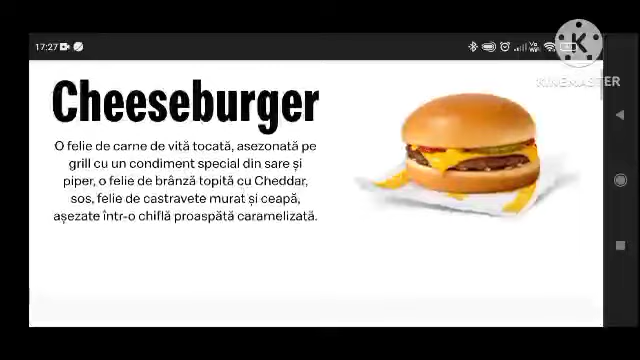 17:27
KINEMASTER
Cheeseburger
O felie de carne de vită tocată, asezonată pe
grill cu un condiment special din sare și
piper, o felie de brânză topită cu Cheddar,
sos, felie de castravete murat și ceapă,
așezate într-o chiflă proaspătă caramelizată.